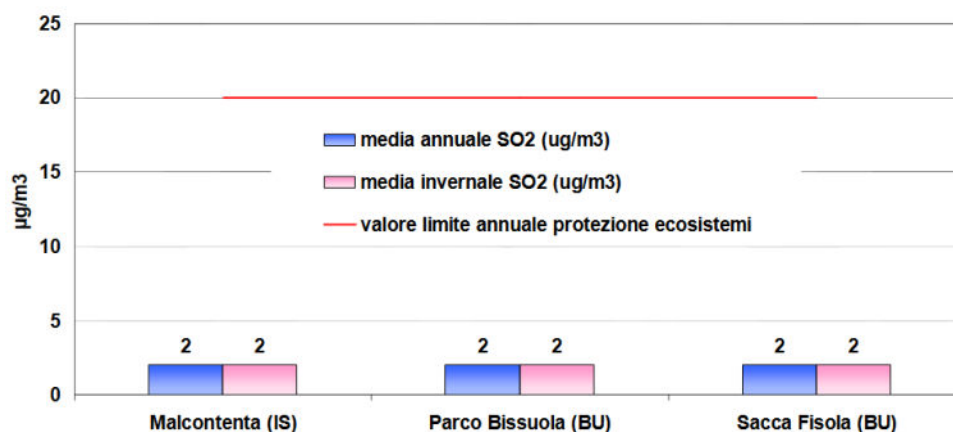 25
20
15
10
5
0
µg/m3
media annuale SO2 (ug/m3)
media invernale SO2 (ug/m3)
valore limite annuale protezione ecosistemi
2 2 2 2 2 2
Malcontenta (IS) Parco Bissuola (BU) Sacca Fisola (BU)